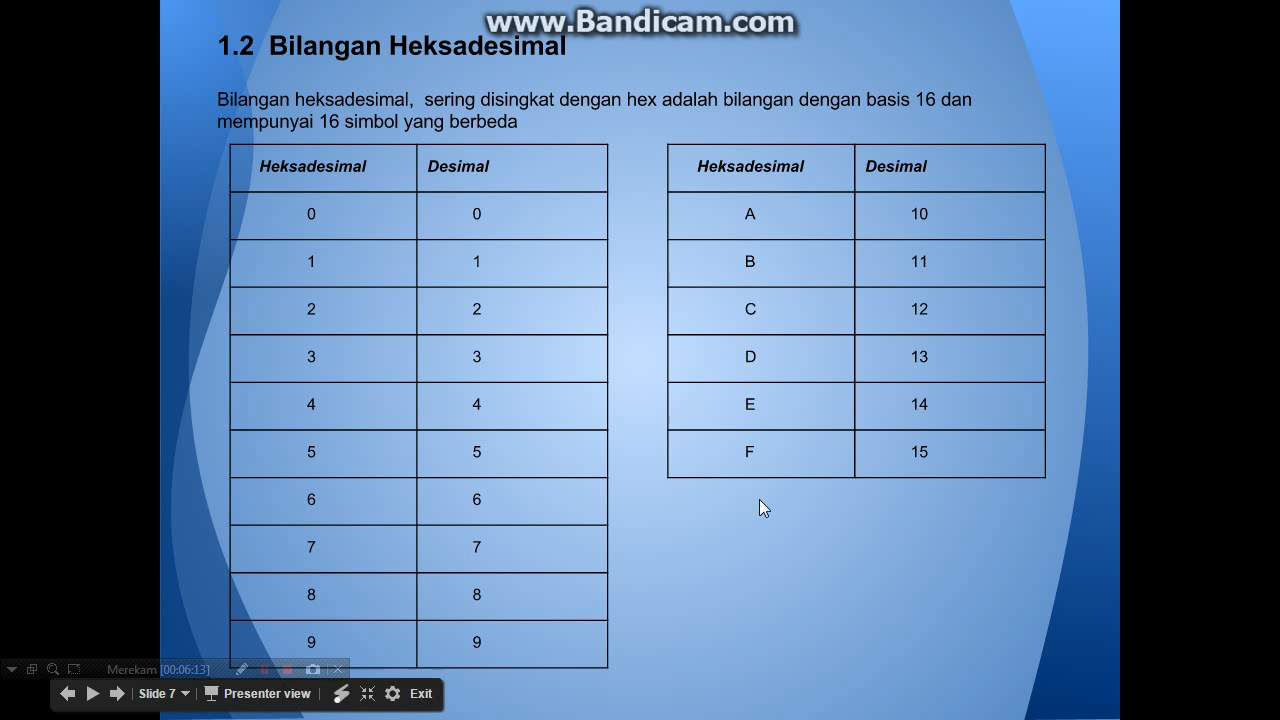 www.Bandicam.com
1.2 Bilangan Heksadesimal
Bilangan heksadesimal, sering disingkat dengan hex adalah bilangan dengan basis 16 dan
mempunyai 16 simbol yang berbeda
Heksadesimal Desimal
0 0
1 1
2 2
3 3
4 4
5 5
6 6
7 7
8 8
9 9
Heksadesimal Desimal
A 10
B 11
C 12
D 13
E 14
F 15
Merekam [00:06:13]
Slide 7 Presenter view Exit